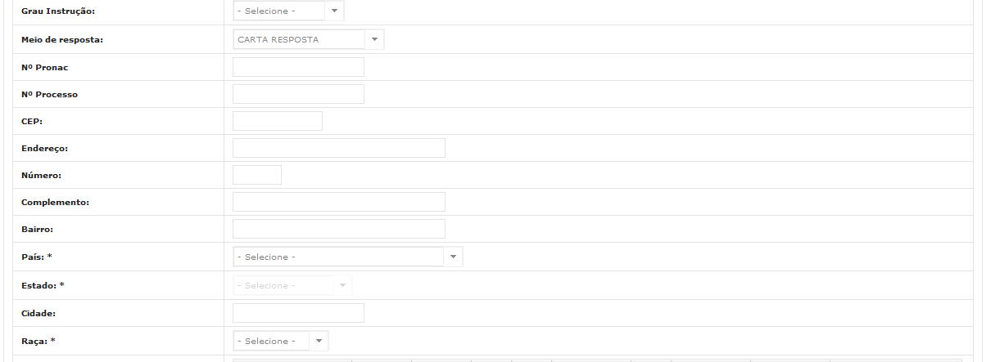 Grau Instrução: - Selecione -
Meio de resposta: CARTA RESPOSTA
Nº Pronac
Nº Processo
CEP:
Endereço:
Número:
Complemento:
Bairro:
País: * - Selecione -
Estado: * - Selecione -
Cidade:
Raça: * - Selecione -